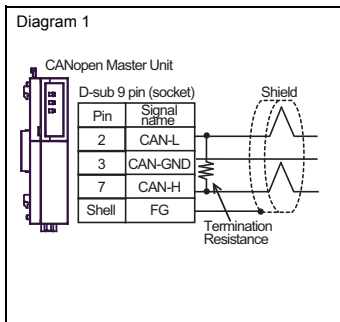 Diagram 1
CANopen Master Unit
D-sub 9 pin (socket)
Shield
Pin Signal name
2 CAN-L
3 CAN-GND
7 CAN-H
Shell FG
Termination
Resistance